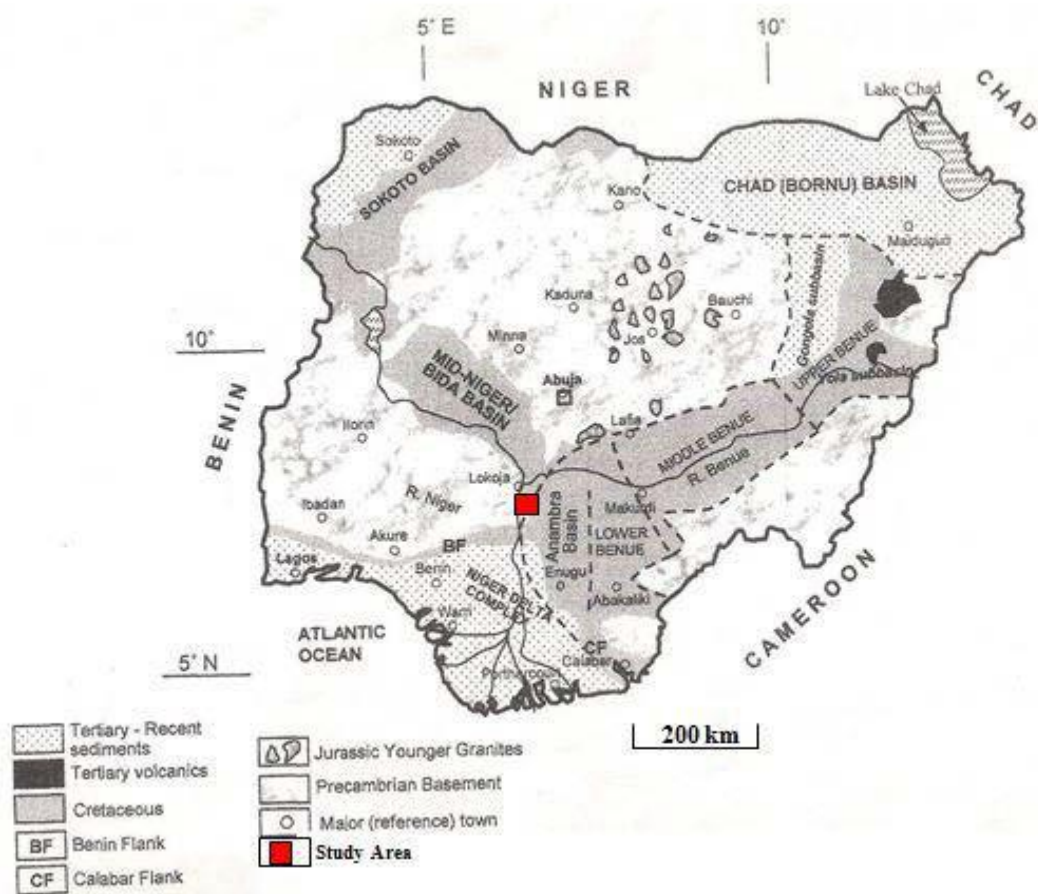 5° E
10°
NIGER
CHAD
Lake Chad
Sokoto
SOKOTO BASIN
Kano
CHAD (BORNU) BASIN
Maiduguri
Kaduna
Bauchi
Jos
Gongola subbasin
10°
Minna
UPPER BENUE
Yola subbasin
MID-NIGER/
BIDA BASIN
Abuja
BENIN
Ilorin
Lafia
MIDDLE BENUE
R. Benue
Lokoja
R. Niger
Ibadan
Anambra
Basin
Makurdi
LOWER
BENUE
Akure
BF
Lagos
Benin
Enugu
Abakaliki
NIGER DELTA
COMPLEX
Warri
CAMEROON
ATLANTIC
OCEAN
CF
Calabar
5° N
200 km
Tertiary - Recent
sediments
Tertiary volcanics
Cretaceous
BF Benin Flank
CF Calabar Flank
Jurassic Younger Granites
Precambrian Basement
Major (reference) town
Study Area